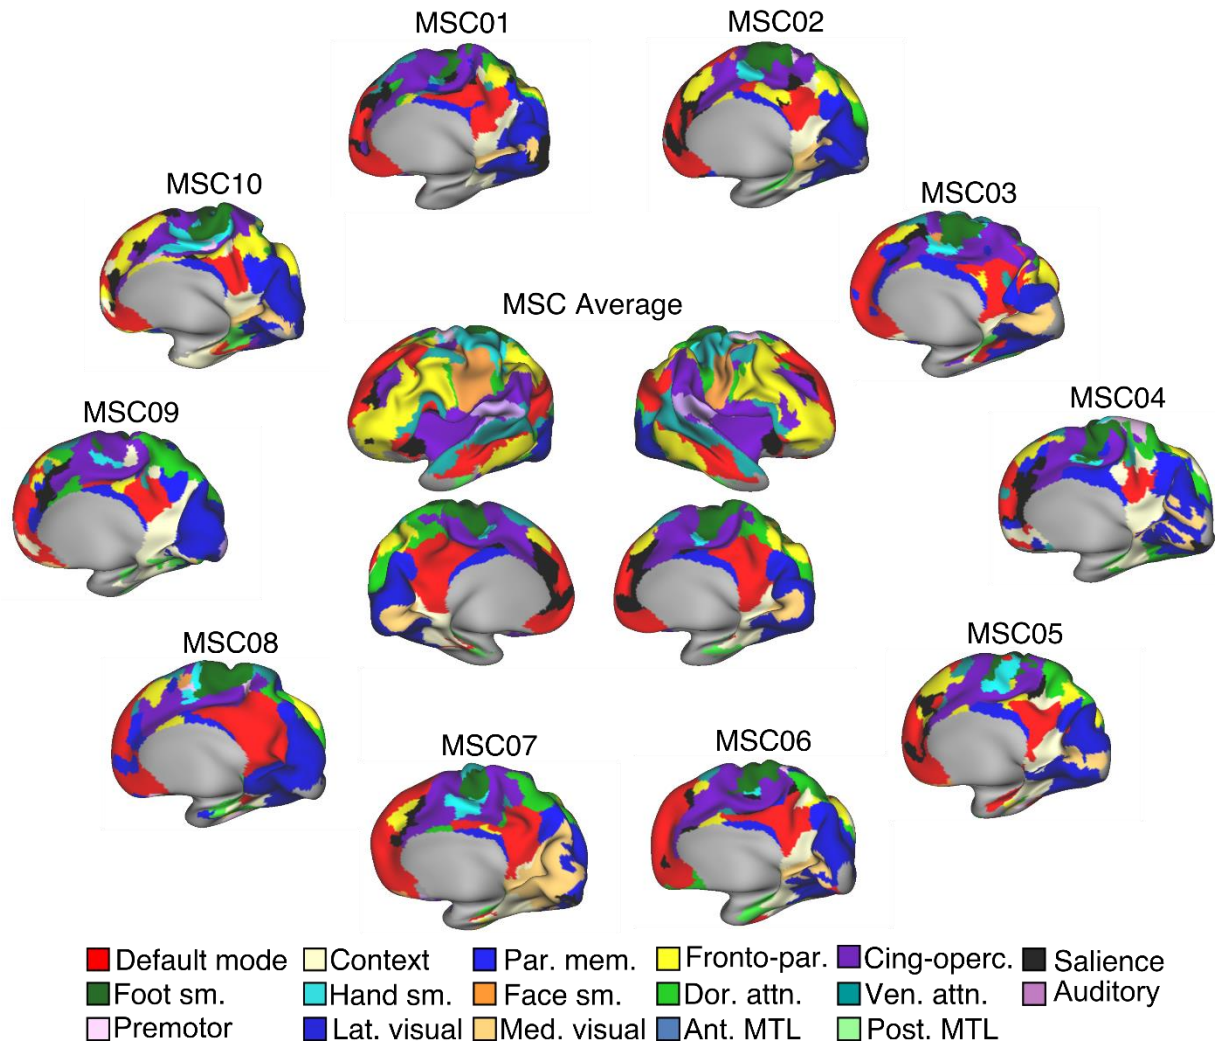 MSC01
MSC02
MSC10
MSC03
MSC Average
MSC09
MSC04
MSC08
MSC05
MSC07
MSC06
Default mode Context Par. mem. Fronto-par. Cing-operc. Salience
Foot sm. Hand sm. Face sm. Dor. attn. Ven. attn. Auditory
Premotor Lat. visual Med. visual Ant. MTL Post. MTL